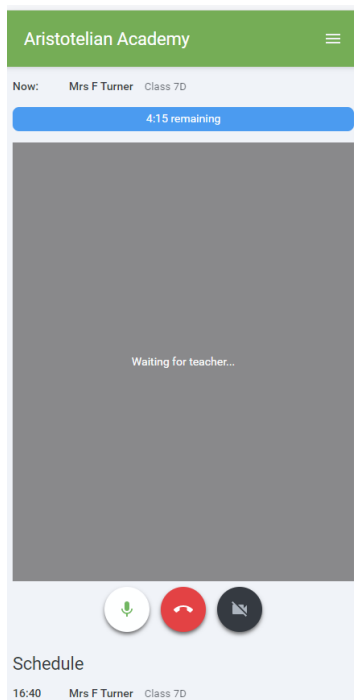 Aristotelian Academy
Now: Mrs F Turner Class 7D
4:15 remaining
Waiting for teacher...
Schedule
16:40 Mrs F Turner Class 7D